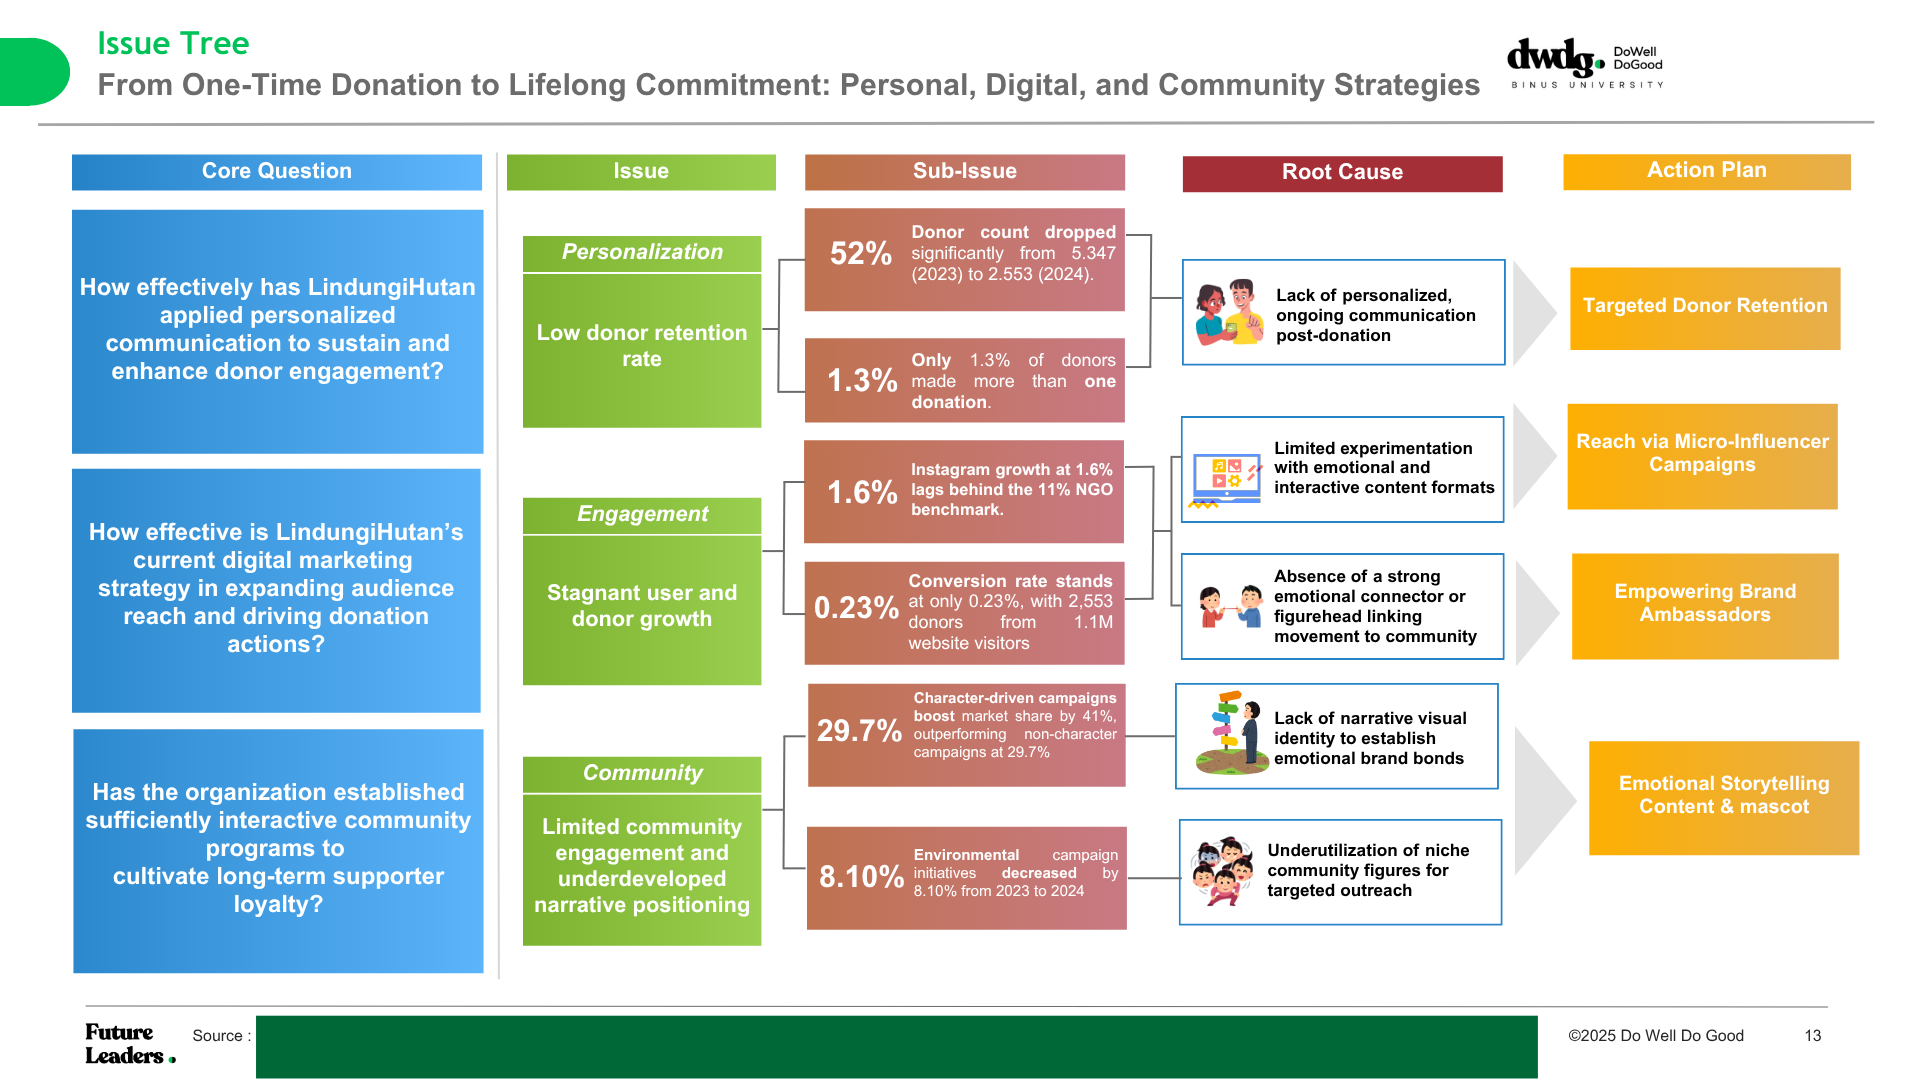 Issue Tree
From One-Time Donation to Lifelong Commitment: Personal, Digital, and Community Strategies
dwdg.
DoWell
DoGood
BINUS UNIVERSITY
Core Question
Issue
Sub-Issue
Root Cause
Action Plan
How effectively has LindungiHutan
applied personalized
communication to sustain and
enhance donor engagement?
How effective is LindungiHutan’s
current digital marketing
strategy in expanding audience
reach and driving donation
actions?
Has the organization established
sufficiently interactive community
programs to
cultivate long-term supporter
loyalty?
Personalization
Low donor retention
rate
Engagement
Stagnant user and
donor growth
Community
Limited community
engagement and
underdeveloped
narrative positioning
52%
Donor count dropped
significantly from 5.347
(2023) to 2.553 (2024).
1.3%
Only 1.3% of donors
made more than one
donation.
1.6%
Instagram growth at 1.6%
lags behind the 11% NGO
benchmark.
0.23%
Conversion rate stands
at only 0.23%, with 2,553
donors from 1.1M
website visitors
29.7%
Character-driven campaigns
boost market share by 41%,
outperforming non-character
campaigns at 29.7%
8.10%
Environmental campaign
initiatives decreased by
8.10% from 2023 to 2024
Lack of personalized,
ongoing communication
post-donation
Limited experimentation
with emotional and
interactive content formats
Absence of a strong
emotional connector or
figurehead linking
movement to community
Lack of narrative visual
identity to establish
emotional brand bonds
Underutilization of niche
community figures for
targeted outreach
Targeted Donor Retention
Reach via Micro-Influencer
Campaigns
Empowering Brand
Ambassadors
Emotional Storytelling
Content & mascot
Future
Leaders.
Source :
©2025 Do Well Do Good
13